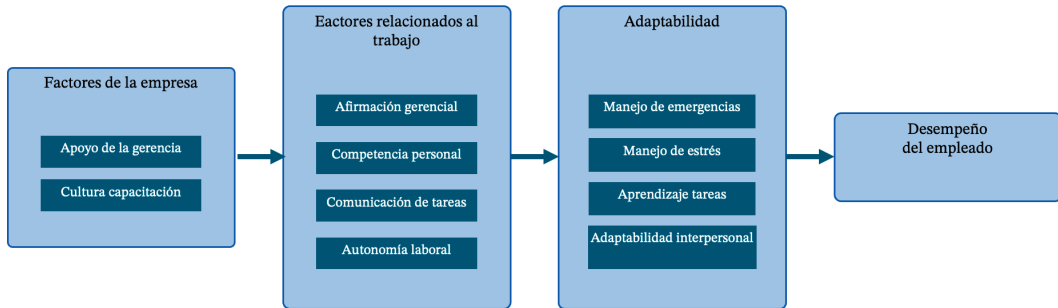 Factores de la empresa
Apoyo de la gerencia
Cultura capacitación
Eactores relacionados al
trabajo
Afirmación gerencial
Competencia personal
Comunicación de tareas
Autonomía laboral
Adaptabilidad
Manejo de emergencias
Manejo de estrés
Aprendizaje tareas
Adaptabilidad interpersonal
Desempeño
del empleado